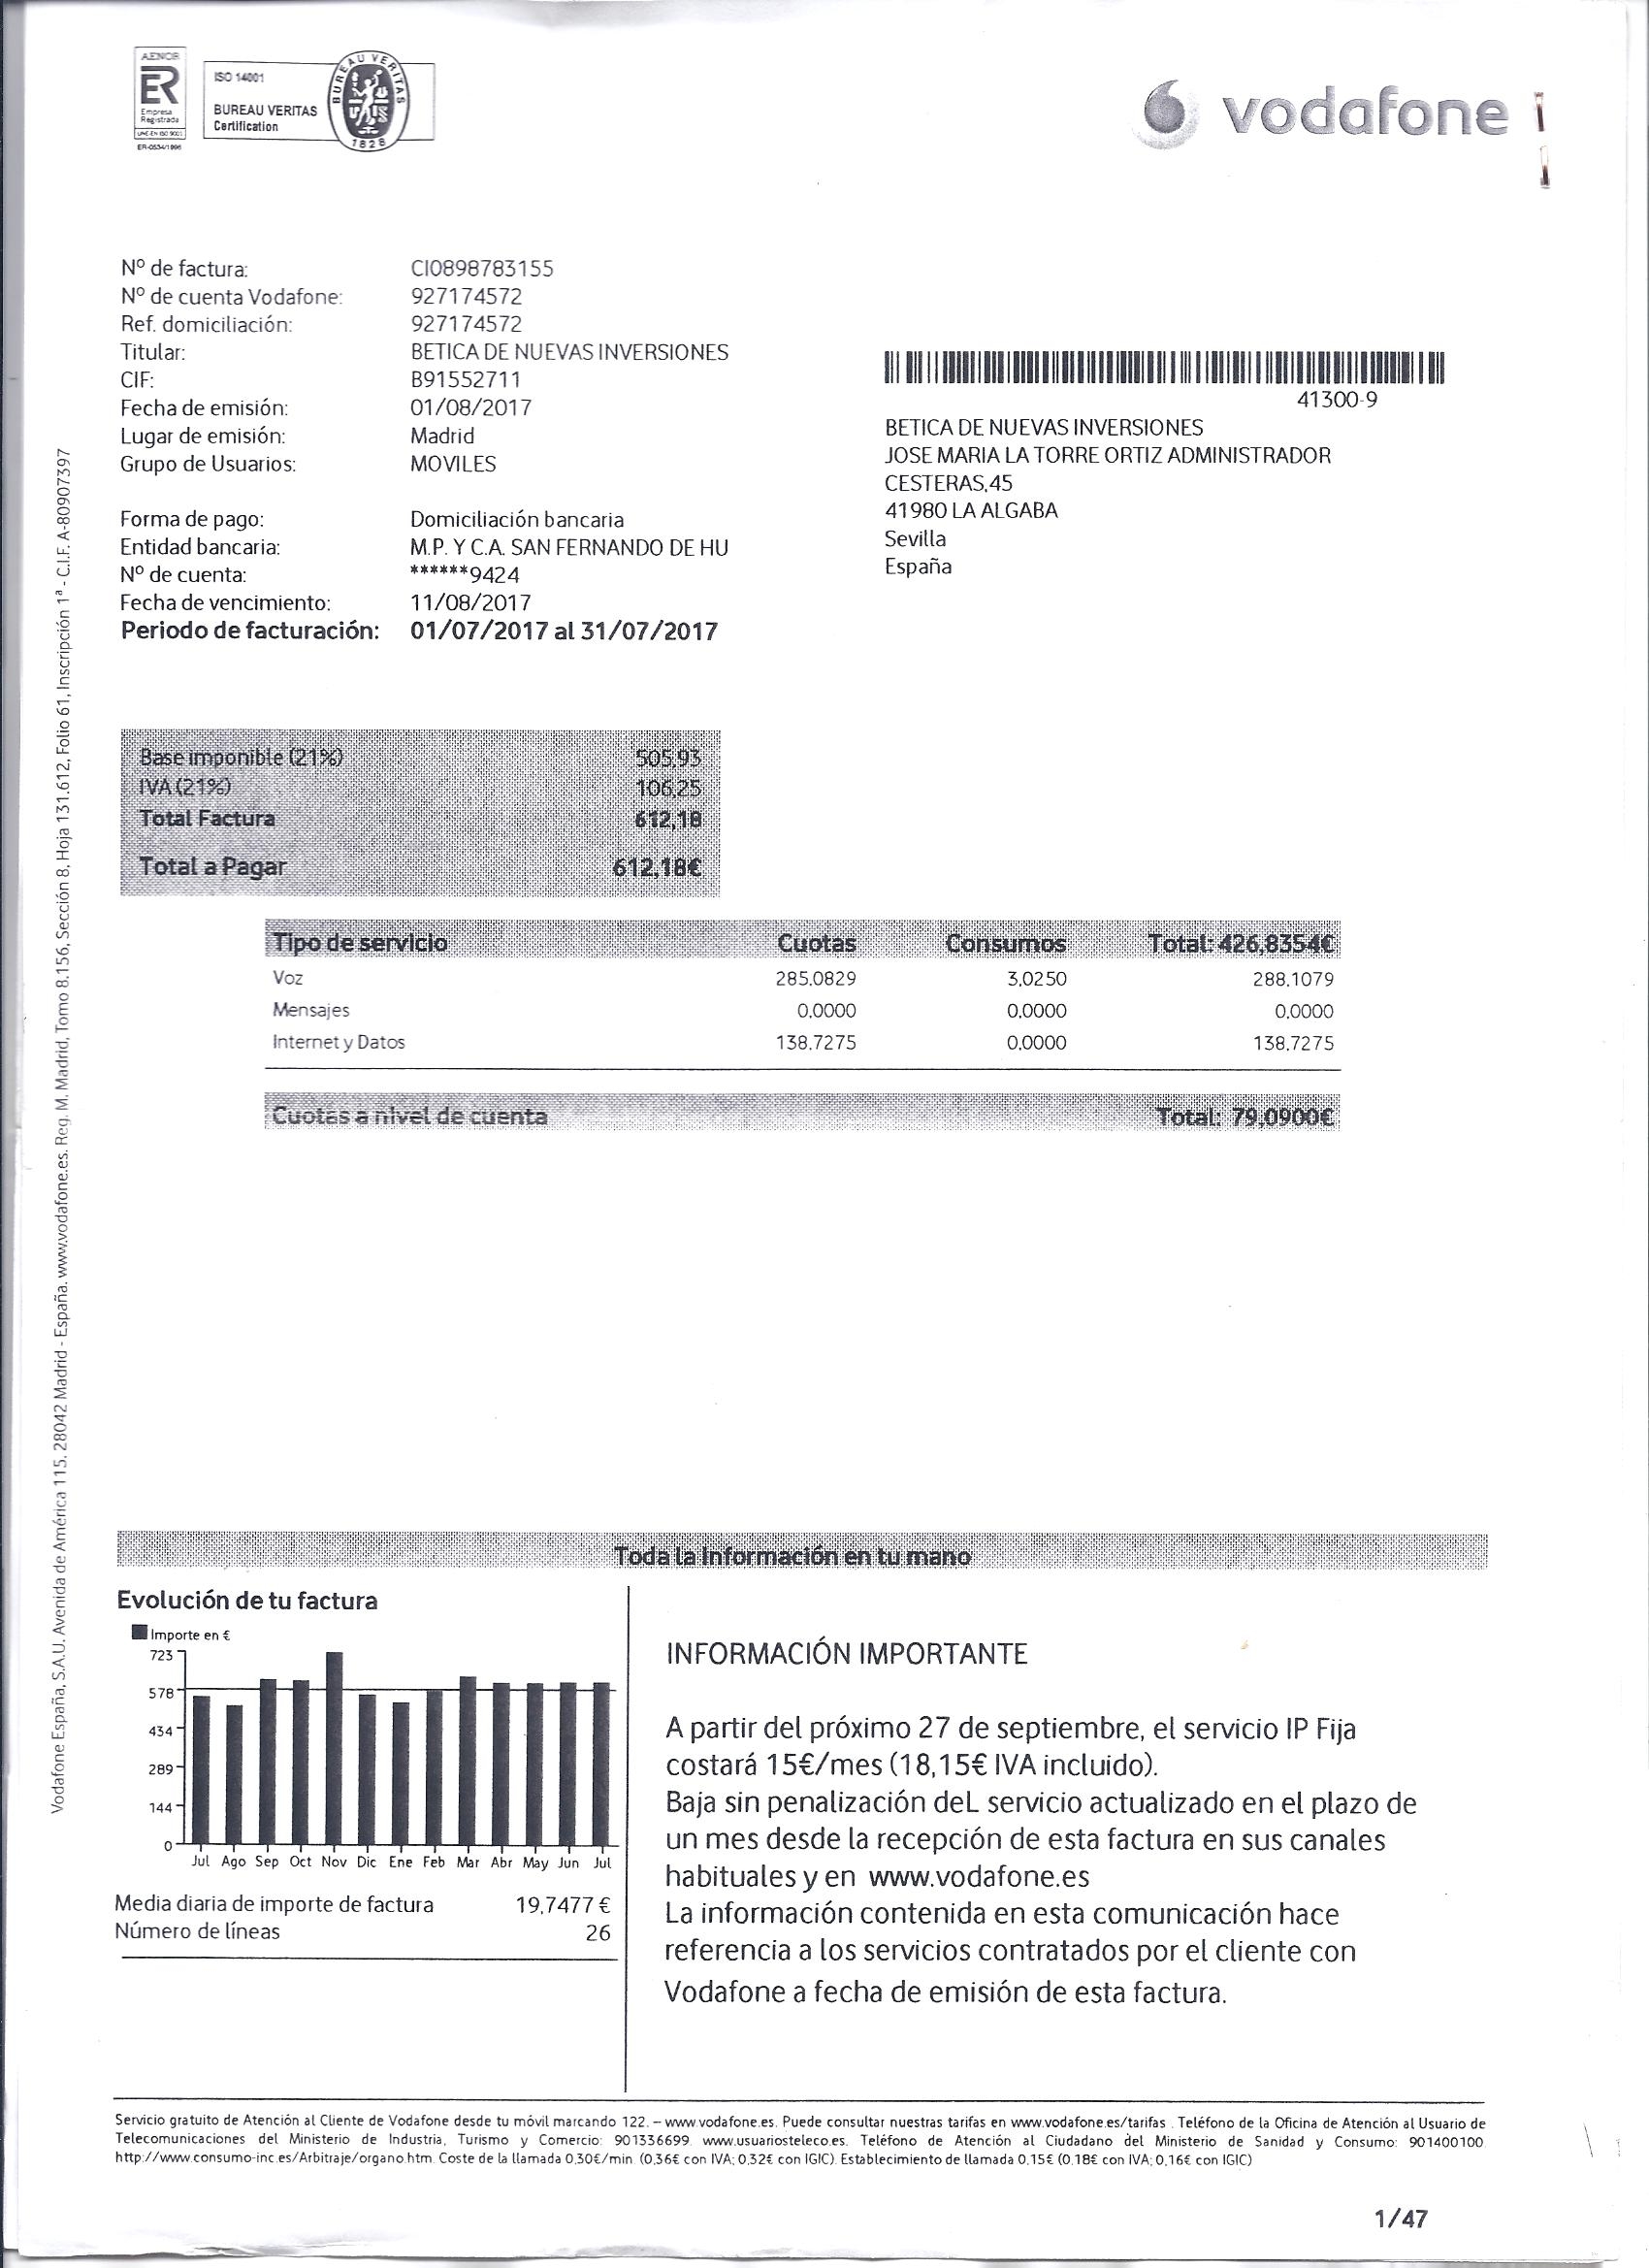 AENOR
ER
Empresa
Registrada
UNE-EN ISO 9001
ER-0534/1996
ISO 14001
BUREAU VERITAS
Certification
BUREAU VERITAS
1828
vodafone
Nº de factura: CI0898783155
Nº de cuenta Vodafone: 927174572
Ref. domiciliación: 927174572
Titular: BETICA DE NUEVAS INVERSIONES
CIF: B91552711
Fecha de emisión: 01/08/2017
Lugar de emisión: Madrid
Grupo de Usuarios: MOVILES
Forma de pago: Domiciliación bancaria
Entidad bancaria: M.P. Y C.A. SAN FERNANDO DE HU
Nº de cuenta: ******9424
Fecha de vencimiento: 11/08/2017
Periodo de facturación: 01/07/2017 al 31/07/2017
41300-9
BETICA DE NUEVAS INVERSIONES
JOSE MARIA LA TORRE ORTIZ ADMINISTRADOR
CESTERAS,45
41980 LA ALGABA
Sevilla
España
Vodafone España, S.A.U. Avenida de América 115, 28042 Madrid - España. www.vodafone.es. Reg. M. Madrid, Tomo 8.156, Sección 8, Hoja 131.612, Folio 61, Inscripción 1ª - C.I.F. A-80907397
Base imponible (21%) 505,93
IVA (21%) 106,25
Total Factura 612,18
Total a Pagar 612,18€
Tipo de servicio Cuotas Consumos Total: 426,8354€
Voz 285,0829 3,0250 288,1079
Mensajes 0,0000 0,0000 0,0000
Internet y Datos 138,7275 0,0000 138,7275
Cuotas a nivel de cuenta Total: 79,0900€
Toda la Información en tu mano
Evolución de tu factura
Importe en €
723
578
434
289
144
0
Jul Ago Sep Oct Nov Dic Ene Feb Mar Abr May Jun Jul
Media diaria de importe de factura 19,7477 €
Número de líneas 26
INFORMACIÓN IMPORTANTE
A partir del próximo 27 de septiembre, el servicio IP Fija
costará 15€/mes (18,15€ IVA incluido).
Baja sin penalización deL servicio actualizado en el plazo de
un mes desde la recepción de esta factura en sus canales
habituales y en www.vodafone.es
La información contenida en esta comunicación hace
referencia a los servicios contratados por el cliente con
Vodafone a fecha de emisión de esta factura.
Servicio gratuito de Atención al Cliente de Vodafone desde tu móvil marcando 122. – www.vodafone.es. Puede consultar nuestras tarifas en www.vodafone.es/tarifas . Teléfono de la Oficina de Atención al Usuario de
Telecomunicaciones del Ministerio de Industria, Turismo y Comercio: 901336699 www.usuariosteleco.es. Teléfono de Atención al Ciudadano del Ministerio de Sanidad y Consumo: 901400100
http://www.consumo-inc.es/Arbitraje/organo.htm. Coste de la llamada 0,30€/min (0,36€ con IVA; 0,32€ con IGIC). Establecimiento de llamada 0,15€ (0,18€ con IVA; 0,16€ con IGIC)
1/47